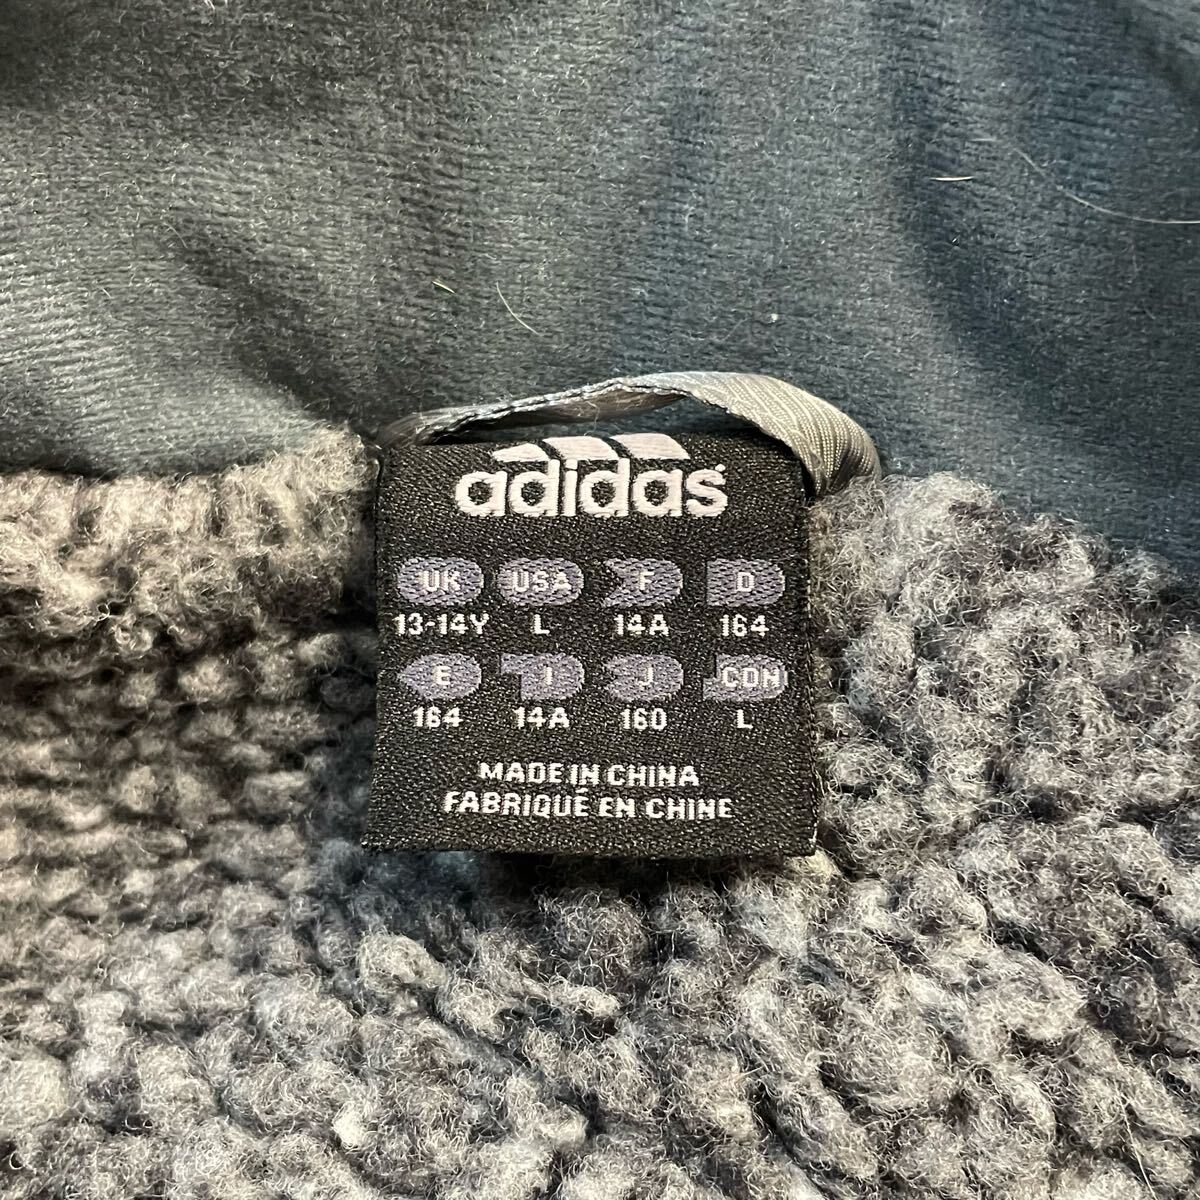 adidas
UK USA F D
13-14Y L 14A 164
E I J CDN
164 14A 160 L
MADE IN CHINA
FABRIQUÉ EN CHINE